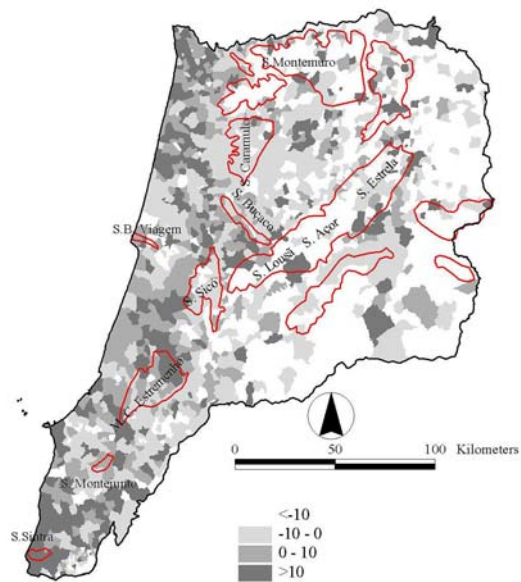 S.Montemuro
S. Caramulo
S. Estrela
S. Buçaco
S.B. Viagem
S. Açor
S. Lousã
S. Sicó
M.C. Estremenho
S. Montejunto
S.Sintra
0 50 100 Kilometers
<-10
-10 - 0
0 - 10
>10